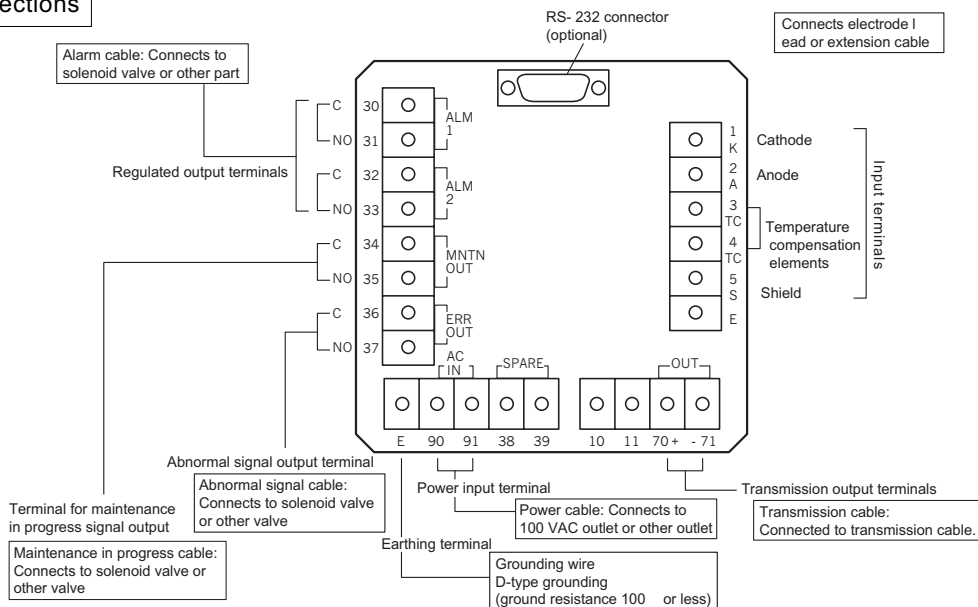 ections
RS- 232 connector
(optional)
Connects electrode l
ead or extension cable
Alarm cable: Connects to
solenoid valve or other part
C 30
NO 31
ALM
1
Regulated output terminals
C 32
NO 33
ALM
2
C 34
NO 35
MNTN
OUT
C 36
NO 37
ERR
OUT
1
K
Cathode
2
A
Anode
3
TC
4
TC
Temperature
compensation
elements
5
S
Shield
E
Input terminals
AC
IN
SPARE
OUT
E 90 91 38 39 10 11 70 + - 71
Abnormal signal output terminal
Abnormal signal cable:
Connects to solenoid valve
or other valve
Power input terminal
Power cable: Connects to
100 VAC outlet or other outlet
Transmission output terminals
Transmission cable:
Connected to transmission cable.
Terminal for maintenance
in progress signal output
Maintenance in progress cable:
Connects to solenoid valve or
other valve
Earthing terminal
Grounding wire
D-type grounding
(ground resistance 100 or less)